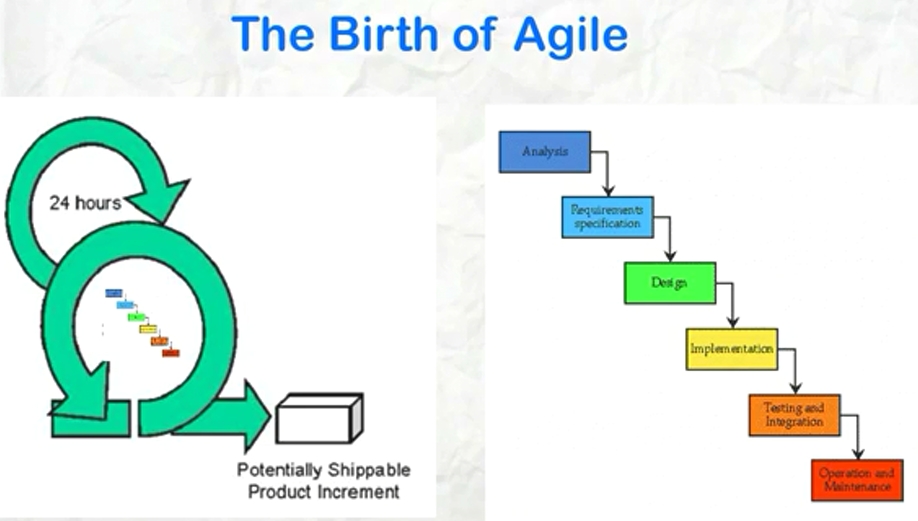 The Birth of Agile
24 hours
Potentially Shippable
Product Increment
Analysis
Requirements
specification
Design
Implementation
Testing and
Integration
Operation and
Maintenance